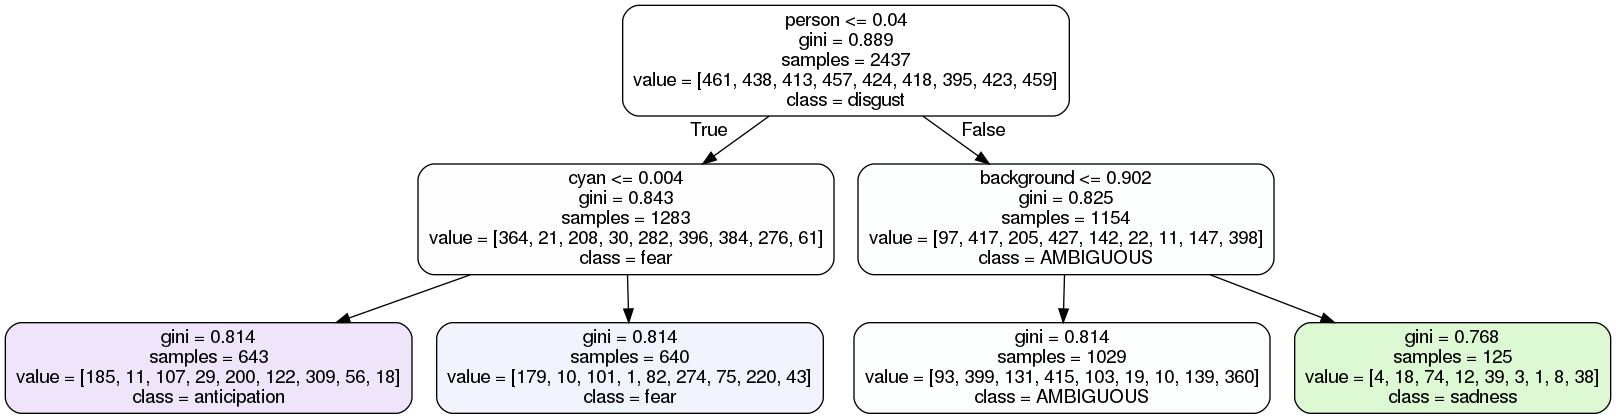 person <= 0.04
gini = 0.889
samples = 2437
value = [461, 438, 413, 457, 424, 418, 395, 423, 459]
class = disgust
True
False
cyan <= 0.004
gini = 0.843
samples = 1283
value = [364, 21, 208, 30, 282, 396, 384, 276, 61]
class = fear
background <= 0.902
gini = 0.825
samples = 1154
value = [97, 417, 205, 427, 142, 22, 11, 147, 398]
class = AMBIGUOUS
gini = 0.814
samples = 643
value = [185, 11, 107, 29, 200, 122, 309, 56, 18]
class = anticipation
gini = 0.814
samples = 640
value = [179, 10, 101, 1, 82, 274, 75, 220, 43]
class = fear
gini = 0.814
samples = 1029
value = [93, 399, 131, 415, 103, 19, 10, 139, 360]
class = AMBIGUOUS
gini = 0.768
samples = 125
value = [4, 18, 74, 12, 39, 3, 1, 8, 38]
class = sadness